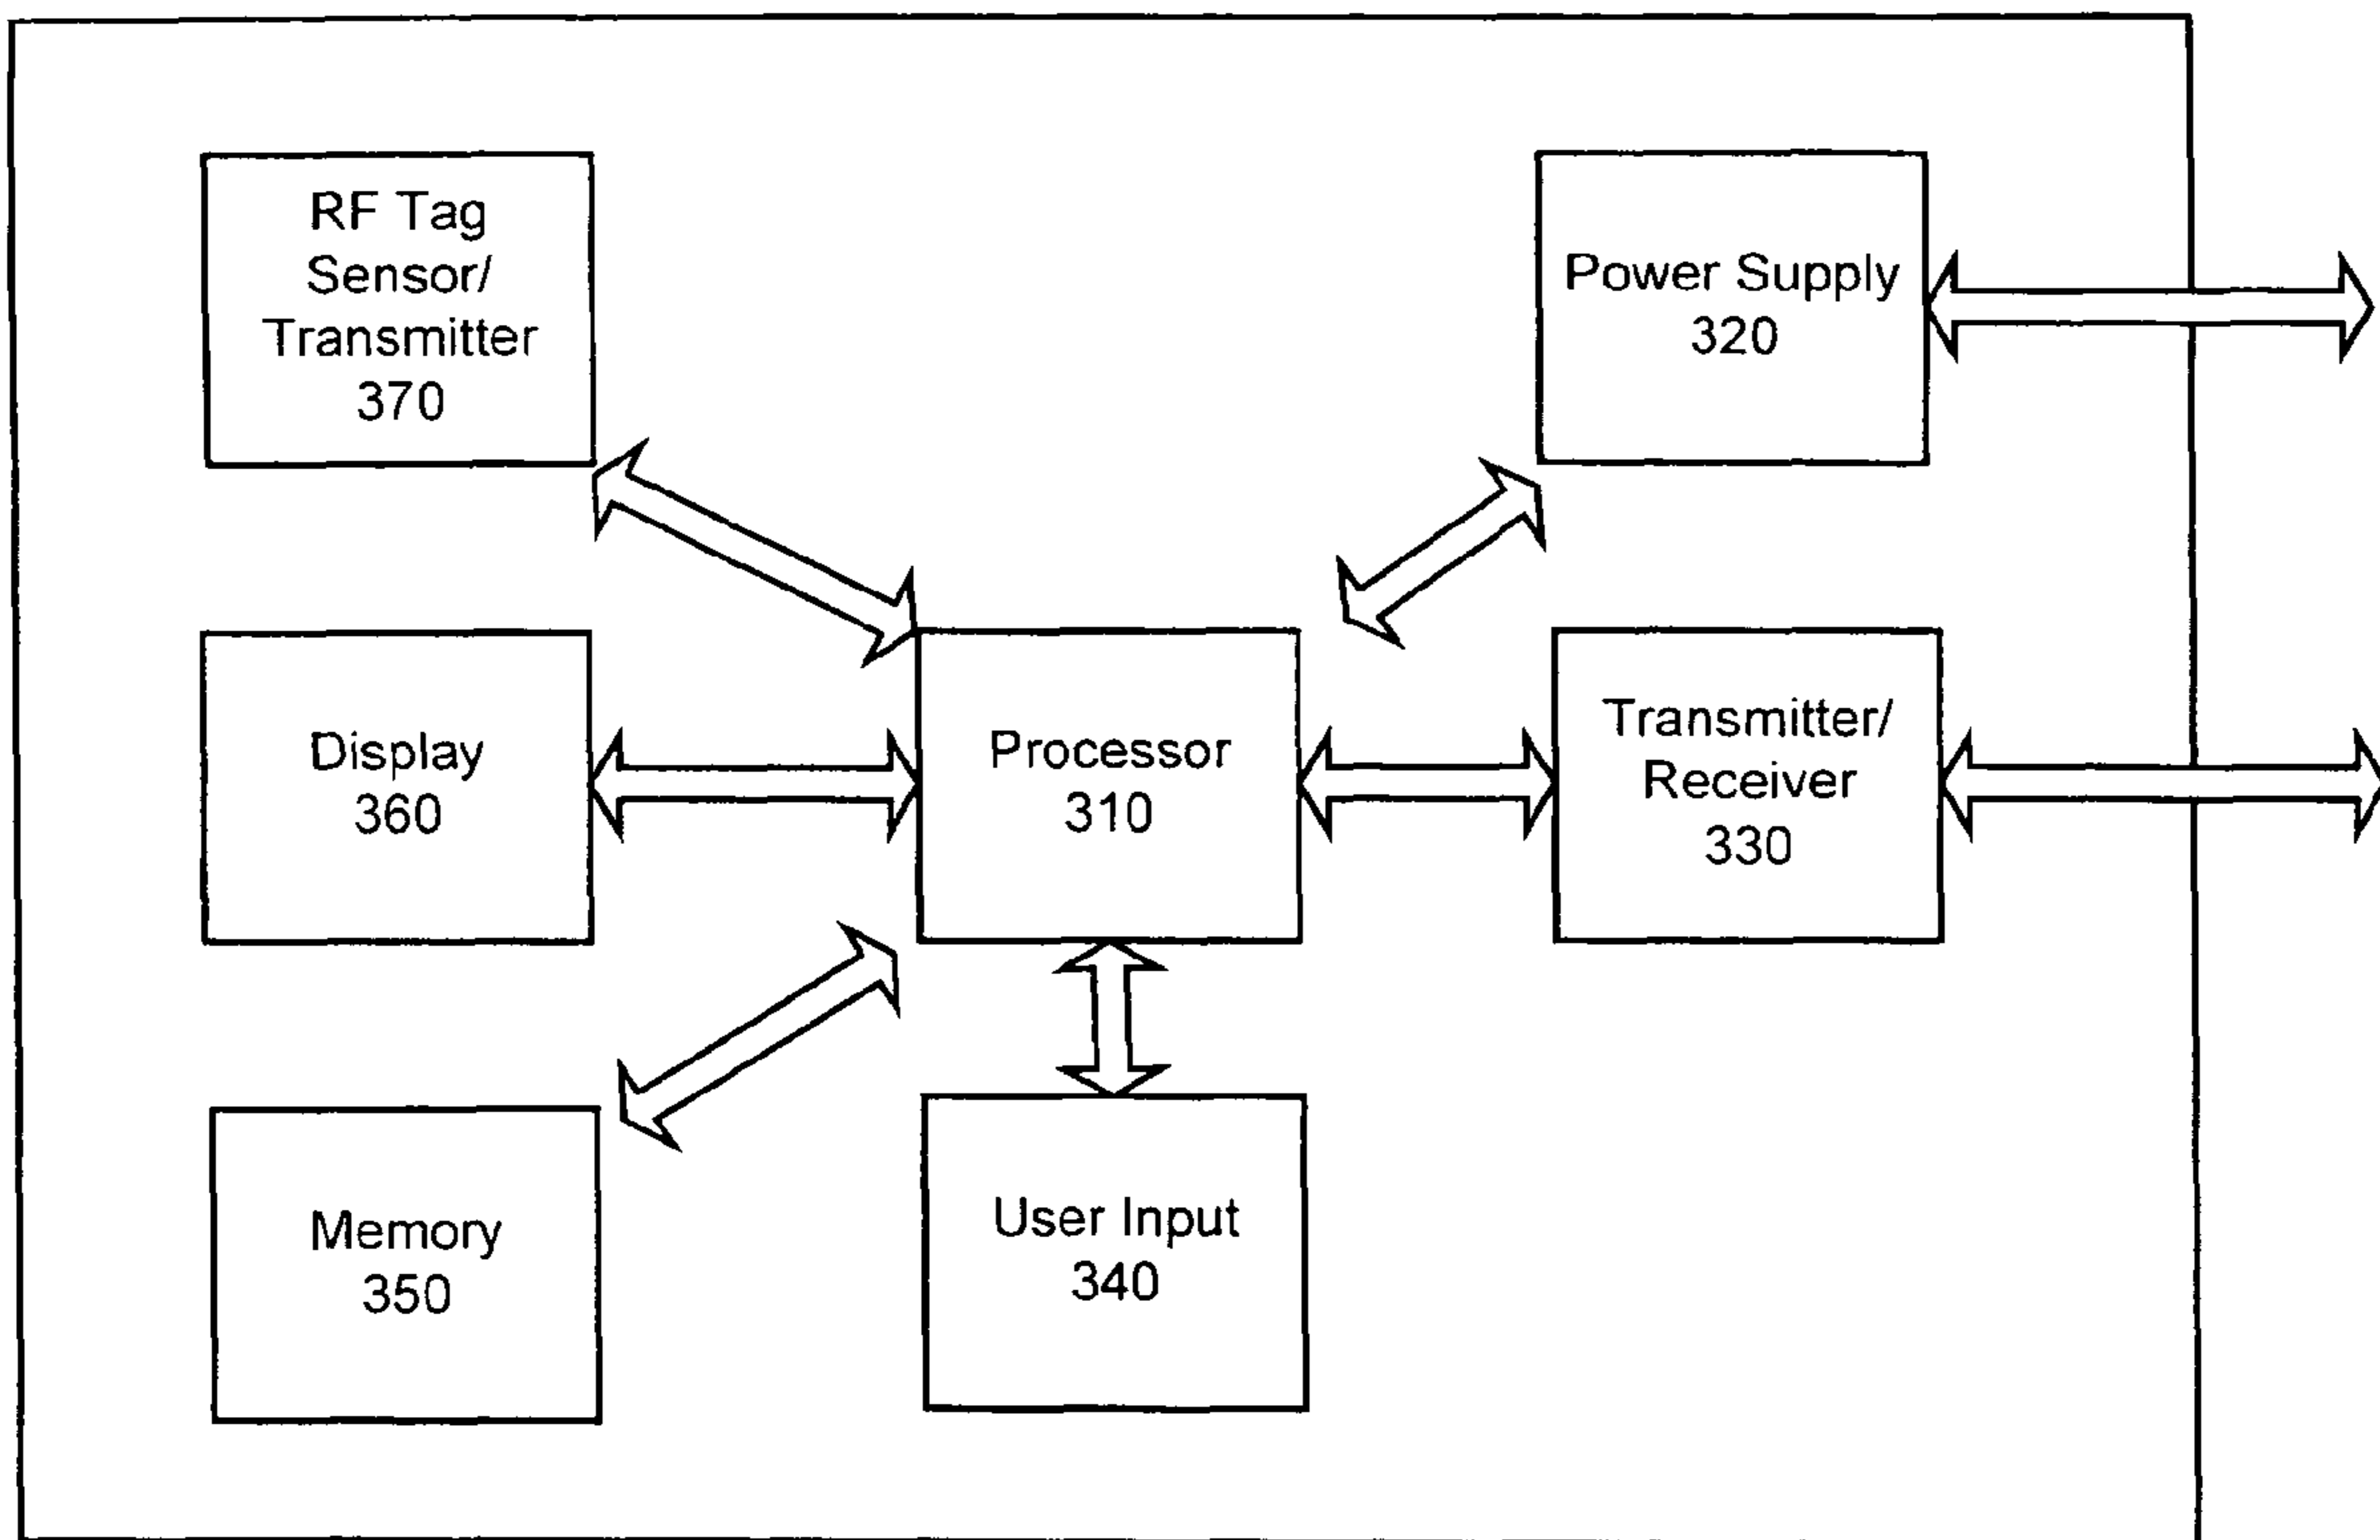 RF Tag
Sensor/
Transmitter
370
Power Supply
320
Display
360
Processor
310
Transmitter/
Receiver
330
Memory
350
User Input
340